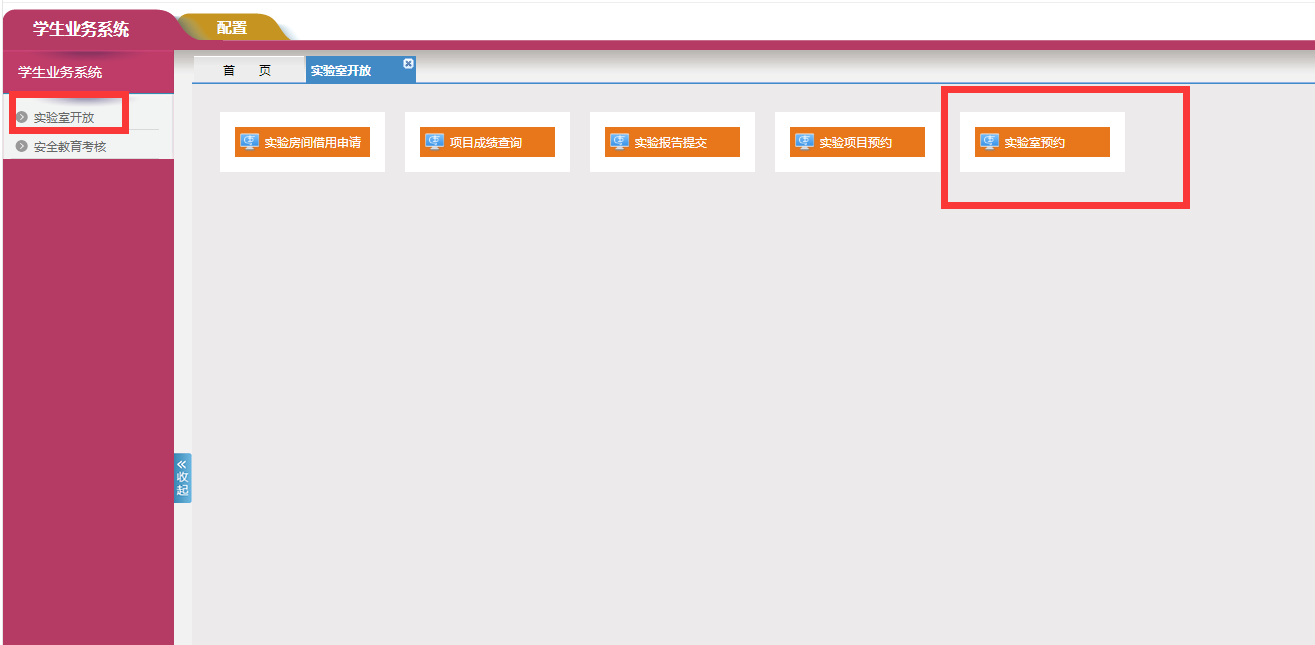 学生业务系统
配置
学生业务系统
实验室开放
安全教育考核
首 页
实验室开放
实验房间借用申请
项目成绩查询
实验报告提交
实验项目预约
实验室预约
收起